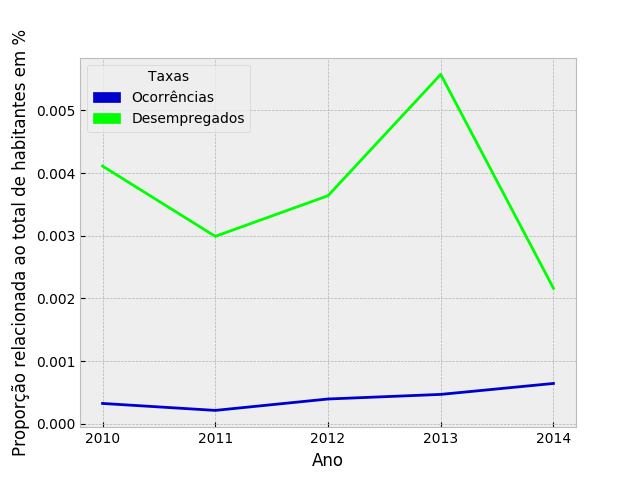 Proporção relacionada ao total de habitantes em %
Taxas
Ocorrências
Desempregados
0.005
0.004
0.003
0.002
0.001
0.000
2010 2011 2012 2013 2014
Ano